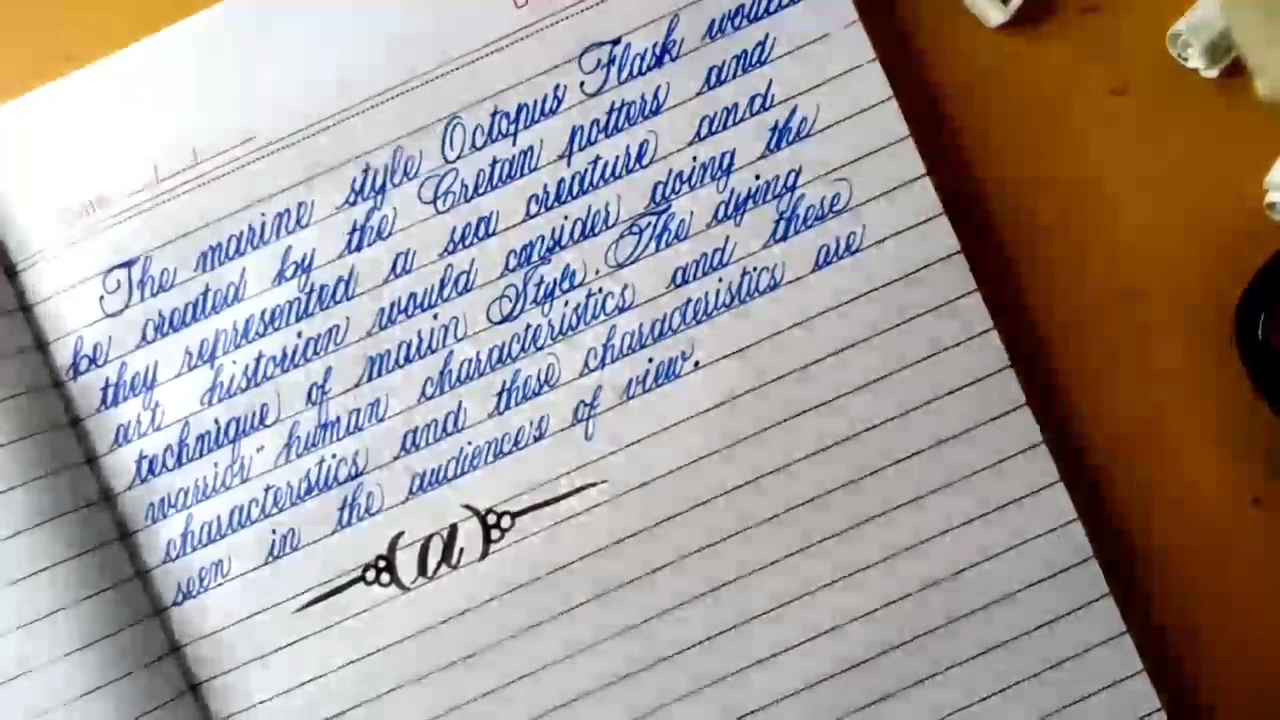 The marine style Octopus Flask would
be created by the Cretan potters and
they represented a sea creature and
art historian would consider doing the
technique of marin Style. The dying
warrior" human characteristics and these
characteristics and these characteristics are
seen in the audience's of view.
(a)